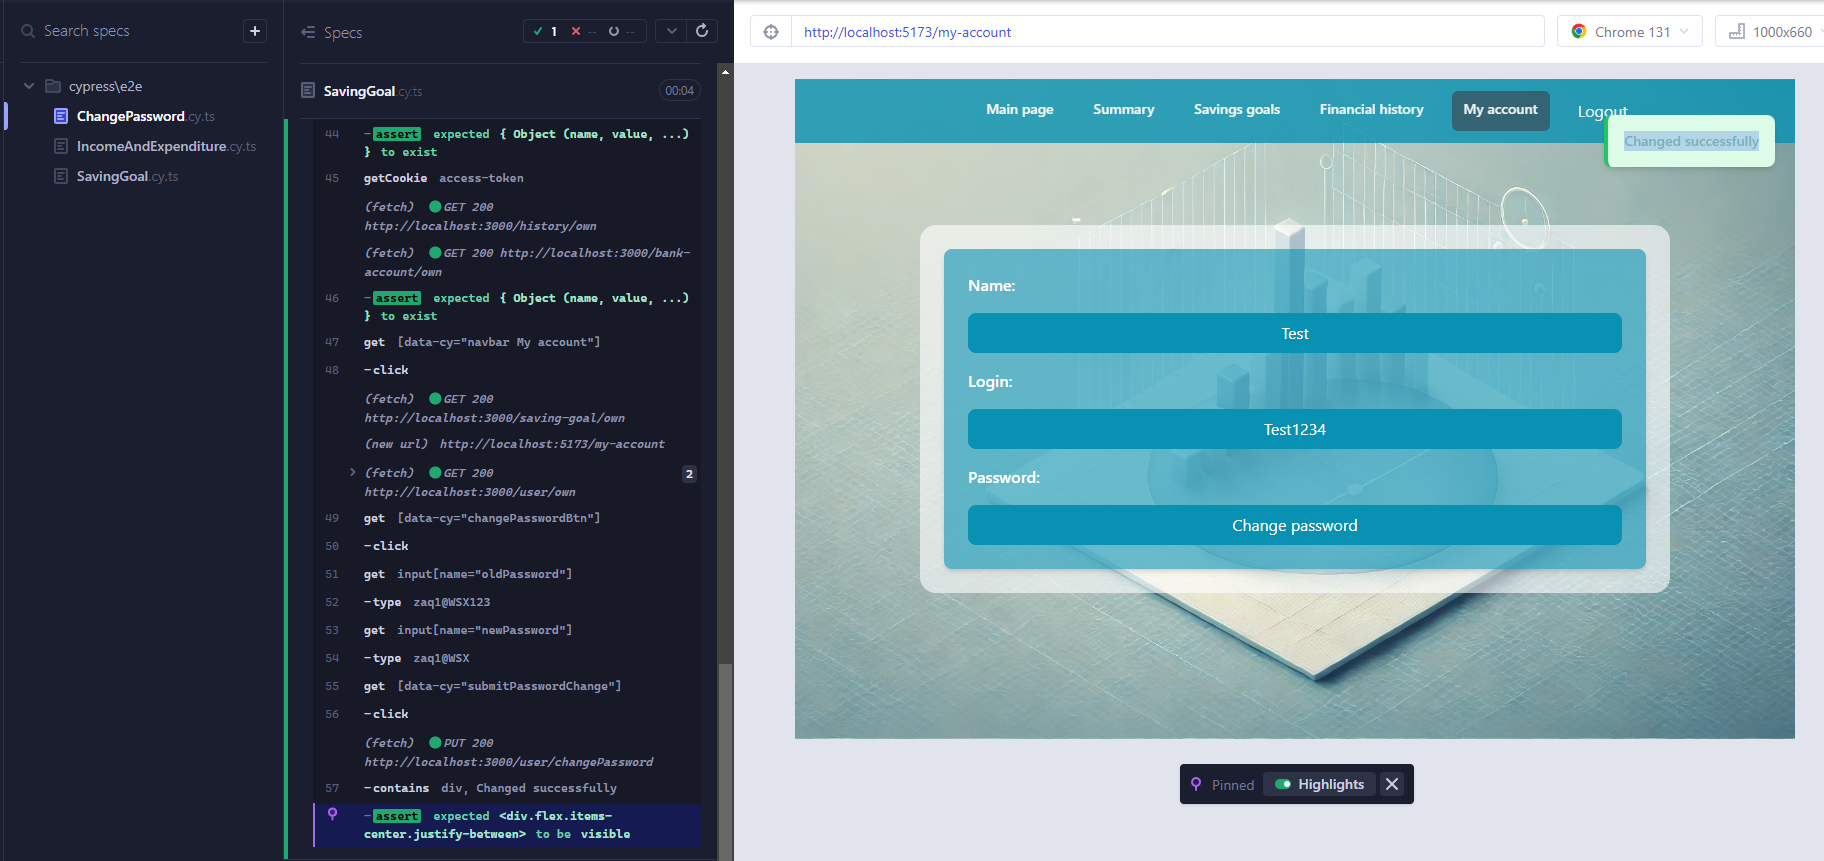 Search specs
+
cypress\e2e
ChangePassword.cy.ts
IncomeAndExpenditure.cy.ts
SavingGoal.cy.ts
Specs
1 -- --
SavingGoal.cy.ts
00:04
44 -assert expected { Object (name, value, ...)
} to exist
45 getCookie access-token
(fetch) GET 200
http://localhost:3000/history/own
(fetch) GET 200 http://localhost:3000/bank-
account/own
46 -assert expected { Object (name, value, ...)
} to exist
47 get [data-cy="navbar My account"]
48 -click
(fetch) GET 200
http://localhost:3000/saving-goal/own
(new url) http://localhost:5173/my-account
(fetch) GET 200 2
http://localhost:3000/user/own
49 get [data-cy="changePasswordBtn"]
50 -click
51 get input[name="oldPassword"]
52 -type zaq1@WSX123
53 get input[name="newPassword"]
54 -type zaq1@WSX
55 get [data-cy="submitPasswordChange"]
56 -click
(fetch) PUT 200
http://localhost:3000/user/changePassword
57 -contains div, Changed successfully
-assert expected <div.flex.items-
center.justify-between> to be visible
http://localhost:5173/my-account
Chrome 131
1000x660
Main page Summary Savings goals Financial history My account Logout
Changed successfully
Name:
Test
Login:
Test1234
Password:
Change password
Pinned Highlights